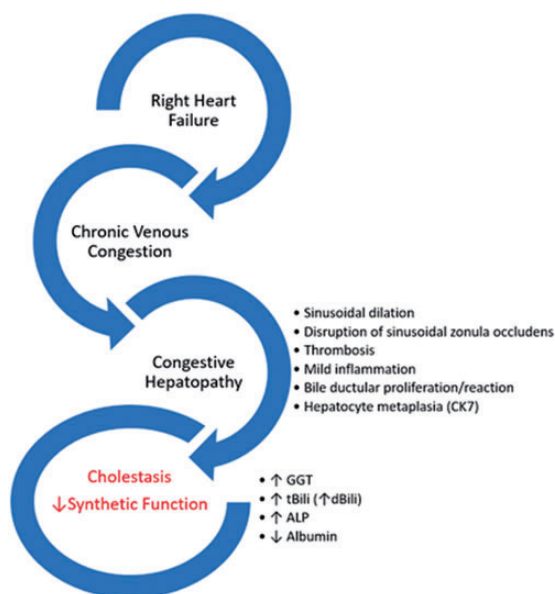 Right Heart
Failure
Chronic Venous
Congestion
Congestive
Hepatopathy
• Sinusoidal dilation
• Disruption of sinusoidal zonula occludens
• Thrombosis
• Mild inflammation
• Bile ductular proliferation/reaction
• Hepatocyte metaplasia (CK7)
Cholestasis
↓Synthetic Function
• ↑ GGT
• ↑ tBili (↑dBili)
• ↑ ALP
• ↓ Albumin